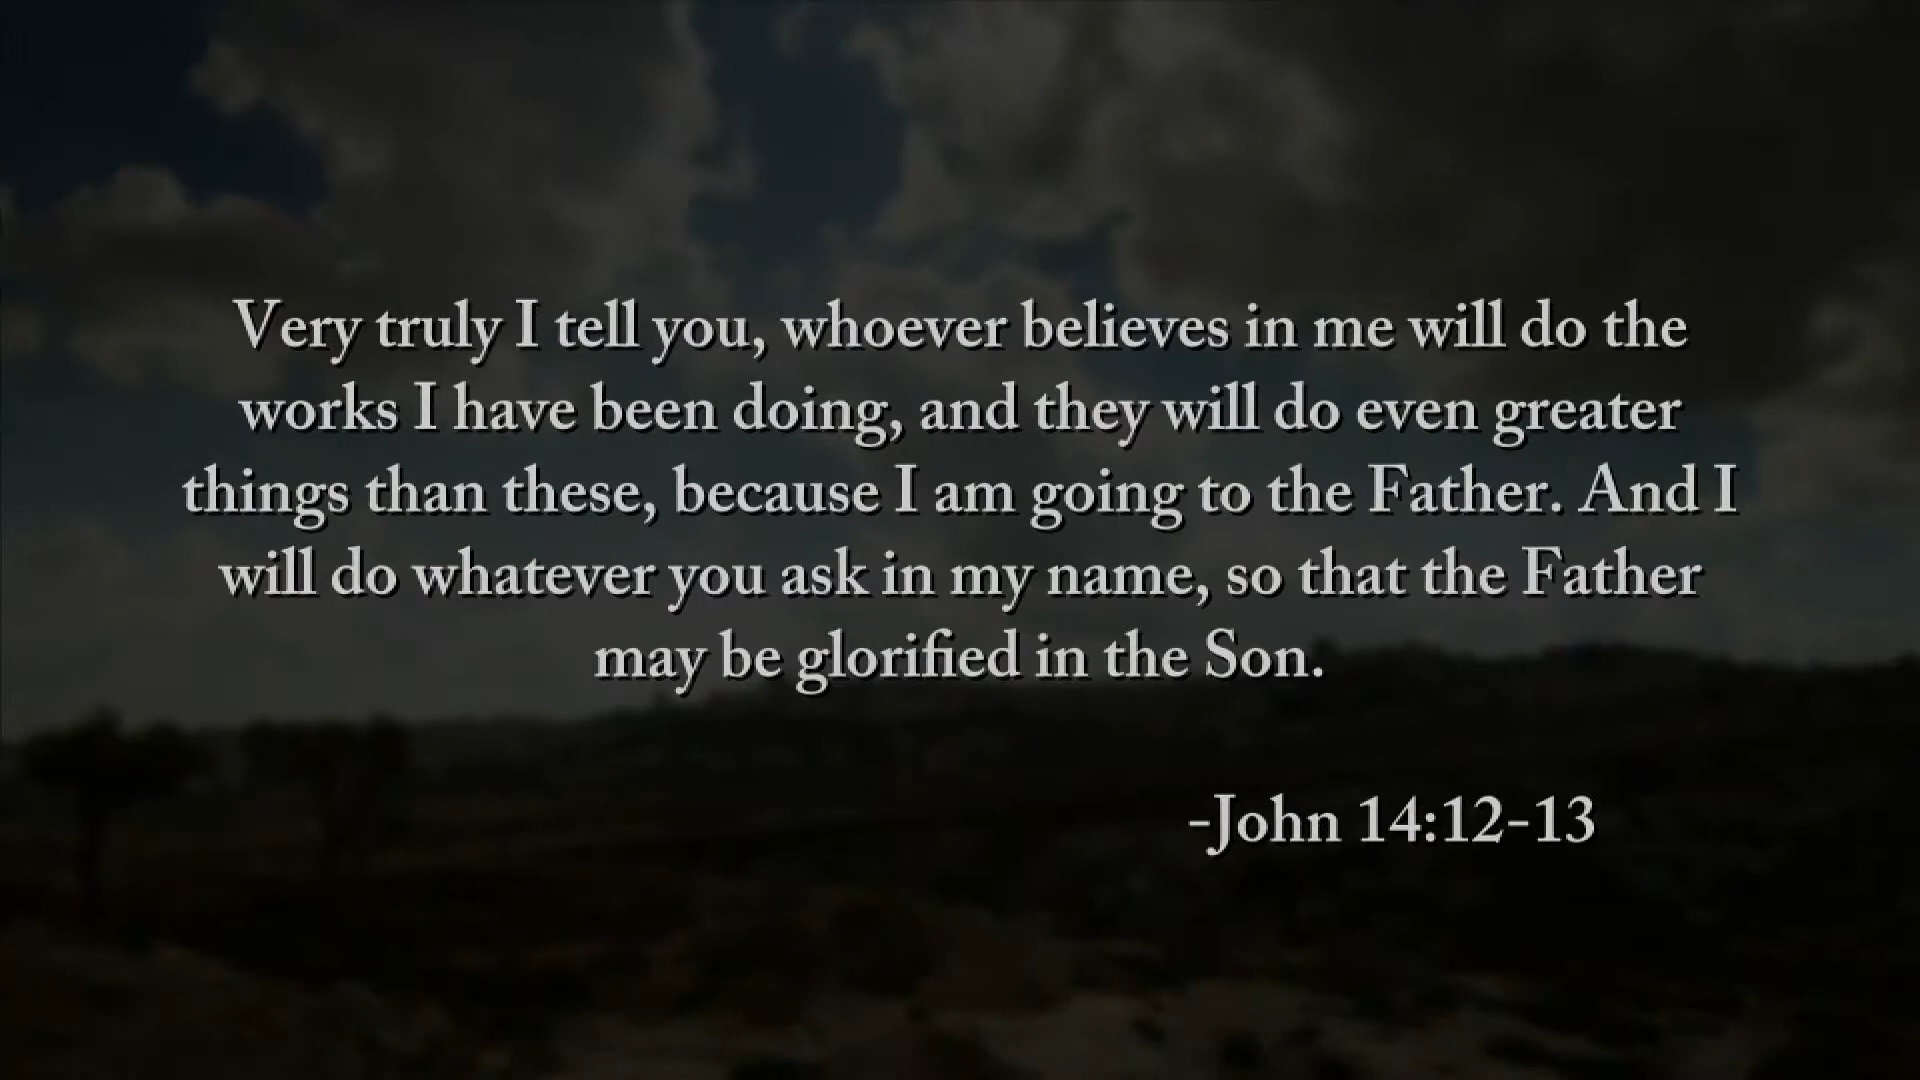 Very truly I tell you, whoever believes in me will do the
works I have been doing, and they will do even greater
things than these, because I am going to the Father. And I
will do whatever you ask in my name, so that the Father
may be glorified in the Son.
-John 14:12-13